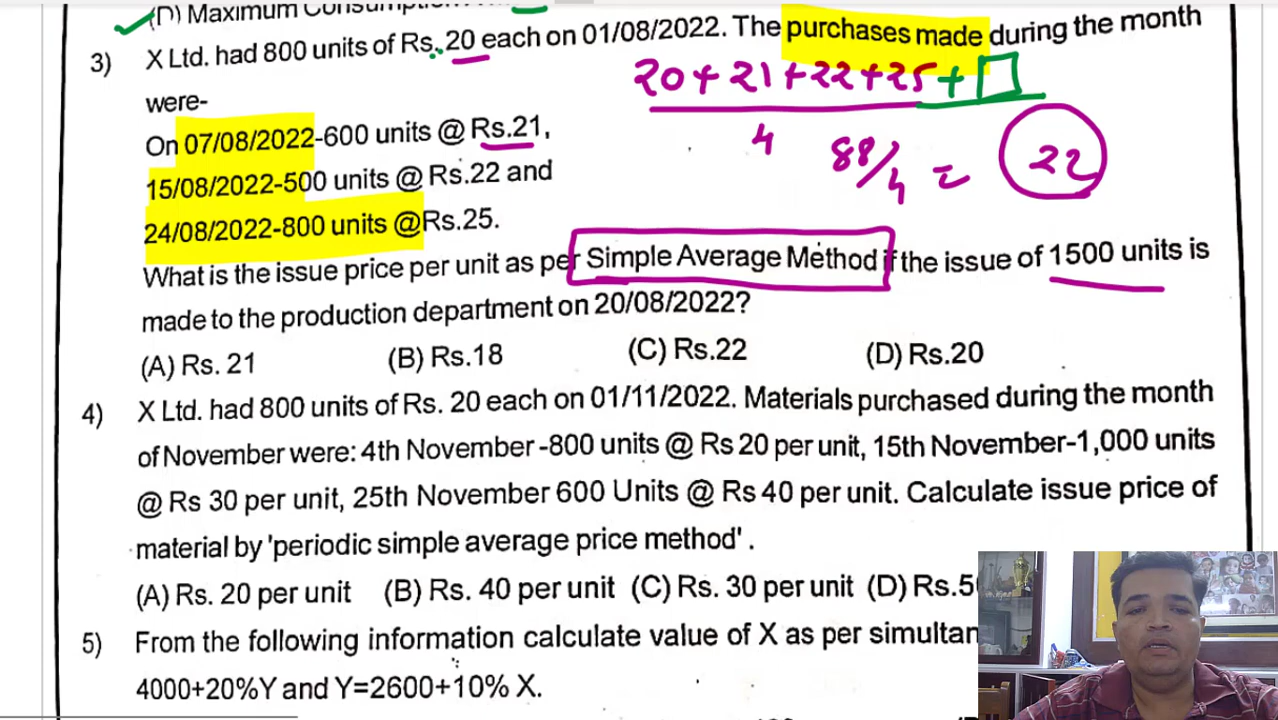 (D) Maximum
3) X Ltd. had 800 units of Rs. 20 each on 01/08/2022. The purchases made during the month
20 + 21 + 22 + 25 +
were-
On 07/08/2022-600 units @ Rs.21,
4 88/4 = 22
15/08/2022-500 units @ Rs.22 and
24/08/2022-800 units @Rs.25.
What is the issue price per unit as per Simple Average Method if the issue of 1500 units is
made to the production department on 20/08/2022?
(A) Rs. 21 (B) Rs.18 (C) Rs.22 (D) Rs.20
4) X Ltd. had 800 units of Rs. 20 each on 01/11/2022. Materials purchased during the month
of November were: 4th November -800 units @ Rs 20 per unit, 15th November-1,000 units
@ Rs 30 per unit, 25th November 600 Units @ Rs 40 per unit. Calculate issue price of
material by 'periodic simple average price method' .
(A) Rs. 20 per unit (B) Rs. 40 per unit (C) Rs. 30 per unit (D) Rs.5
5) From the following information calculate value of X as per simultan
4000+20%Y and Y=2600+10% X.